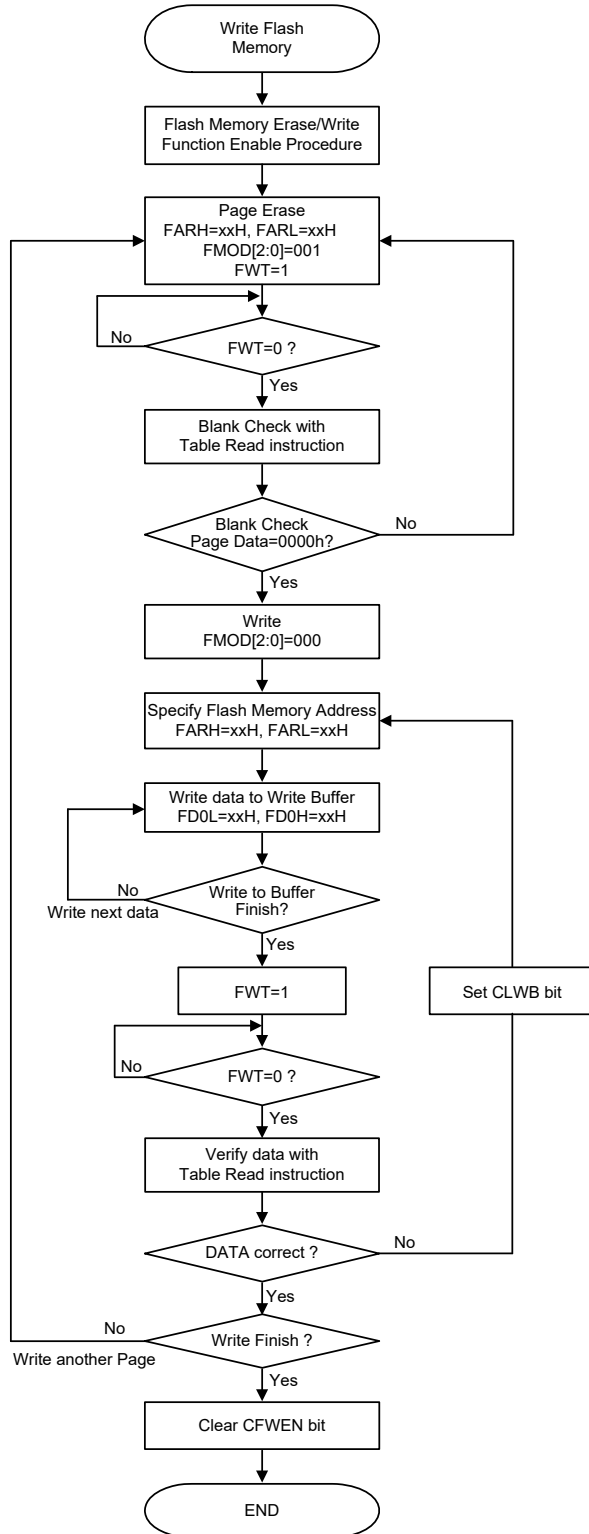 Write Flash
Memory
Flash Memory Erase/Write
Function Enable Procedure
Page Erase
FARH=xxH, FARL=xxH
FMOD[2:0]=001
FWT=1
No
FWT=0 ?
Yes
Blank Check with
Table Read instruction
Blank Check
Page Data=0000h?
No
Yes
Write
FMOD[2:0]=000
Specify Flash Memory Address
FARH=xxH, FARL=xxH
Write data to Write Buffer
FD0L=xxH, FD0H=xxH
No
Write next data
Write to Buffer
Finish?
Yes
FWT=1
Set CLWB bit
No
FWT=0 ?
Yes
Verify data with
Table Read instruction
DATA correct ?
No
Yes
No
Write another Page
Write Finish ?
Yes
Clear CFWEN bit
END